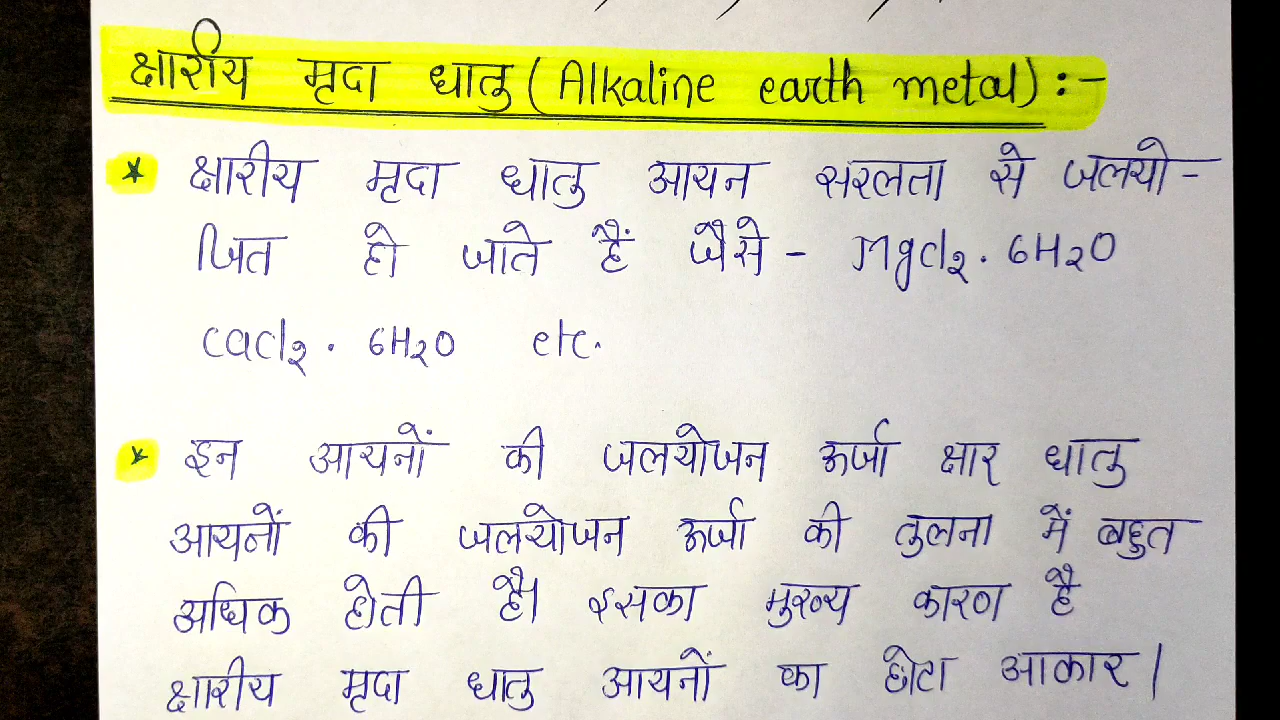 क्षारीय मृदा धातु (Alkaline earth metal) :-
* क्षारीय मृदा धातु आयन सरलता से जलयो-
जित हो जाते हैं जैसे - Mgcl₂. 6H₂O
cacl₂. 6H₂O etc.
* इन आयनों की जलयोजन ऊर्जा क्षार धातु
आयनों की जलयोजन ऊर्जा की तुलना में बहुत
अधिक होती है। इसका मुख्य कारण है
क्षारीय मृदा धातु आयनों का छोटा आकार।